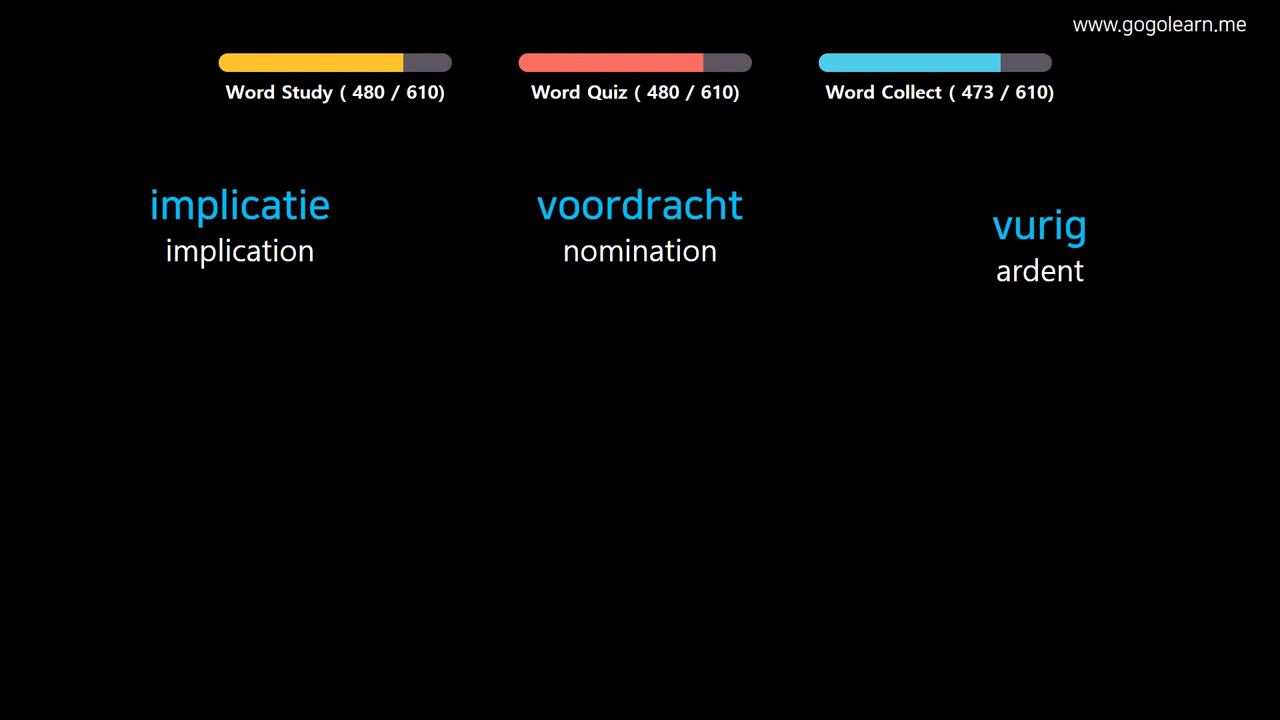 www.gogolearn.me
Word Study ( 480 / 610)
Word Quiz ( 480 / 610)
Word Collect ( 473 / 610)
implicatie
implication
voordracht
nomination
vurig
ardent